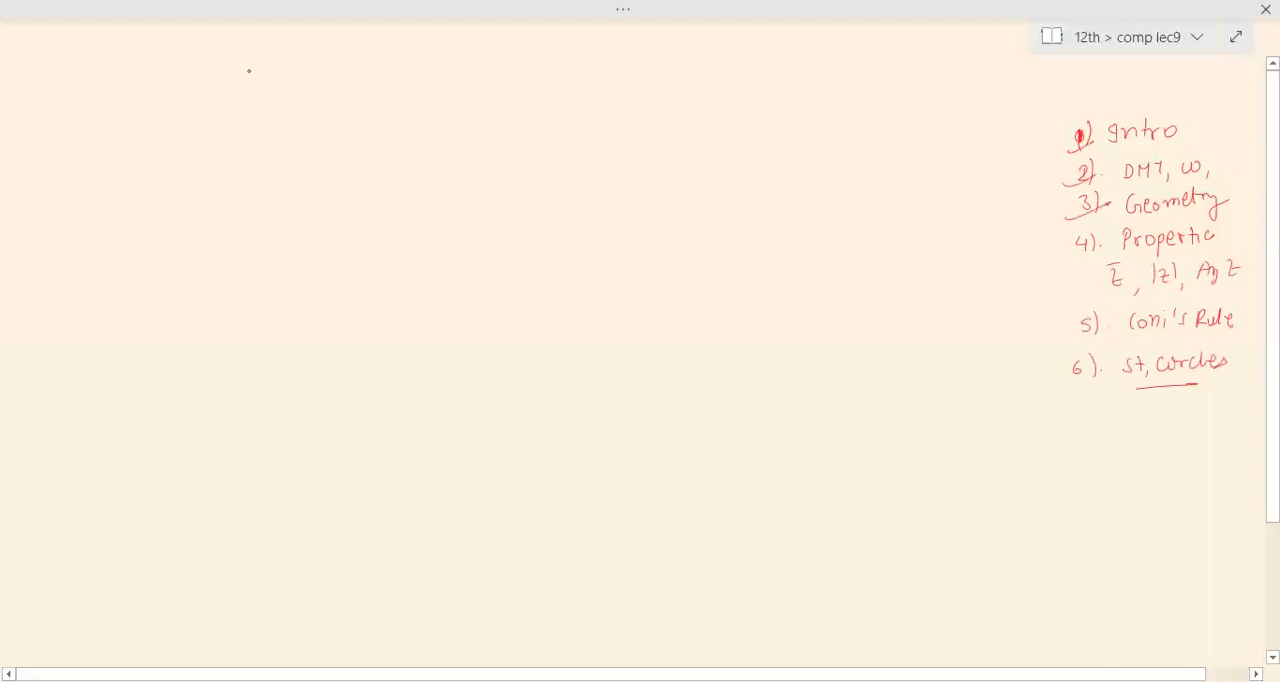 ...
12th > comp lec9
1) Intro
2). DMT, ω,
3) Geometry
4). Propertie
z̄, |z|, Arg z
5). Coni's Rule
6). St, Circles